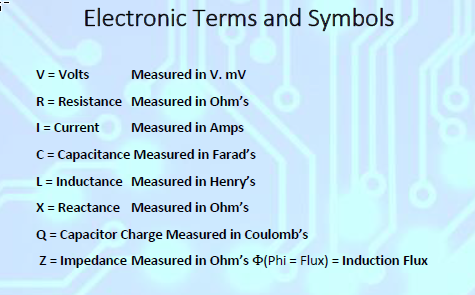 Electronic Terms and Symbols
V = Volts Measured in V. mV
R = Resistance Measured in Ohm's
I = Current Measured in Amps
C = Capacitance Measured in Farad's
L = Inductance Measured in Henry's
X = Reactance Measured in Ohm's
Q = Capacitor Charge Measured in Coulomb's
Z = Impedance Measured in Ohm's Φ(Phi = Flux) = Induction Flux